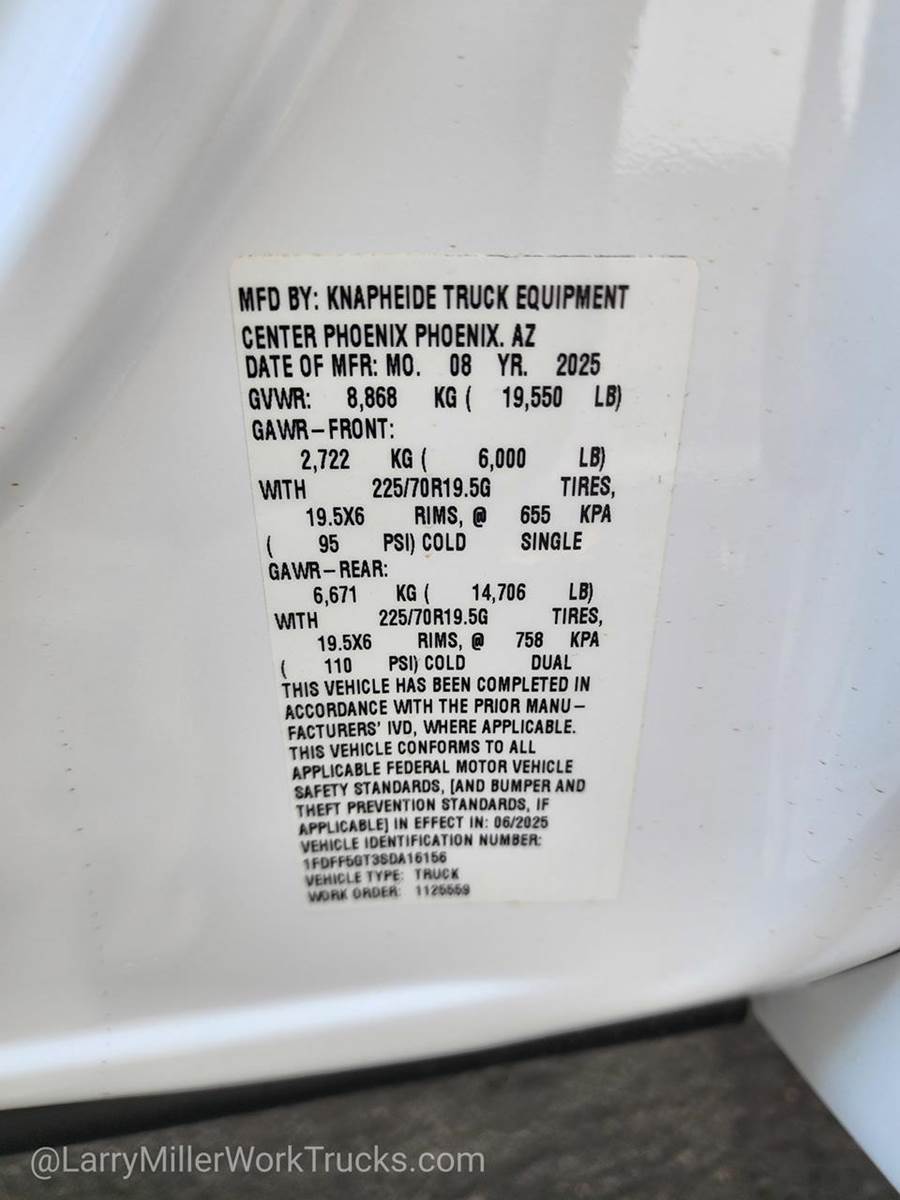 MFD BY: KNAPHEIDE TRUCK EQUIPMENT
CENTER PHOENIX PHOENIX. AZ
DATE OF MFR: MO. 08 YR. 2025
GVWR: 8,868 KG ( 19,550 LB)
GAWR-FRONT:
2,722 KG ( 6,000 LB)
WITH 225/70R19.5G TIRES,
19.5X6 RIMS, @ 655 KPA
( 95 PSI) COLD SINGLE
GAWR-REAR:
6,671 KG ( 14,706 LB)
WITH 225/70R19.5G TIRES,
19.5X6 RIMS, @ 758 KPA
( 110 PSI) COLD DUAL
THIS VEHICLE HAS BEEN COMPLETED IN
ACCORDANCE WITH THE PRIOR MANU-
FACTURERS' IVD, WHERE APPLICABLE.
THIS VEHICLE CONFORMS TO ALL
APPLICABLE FEDERAL MOTOR VEHICLE
SAFETY STANDARDS, [AND BUMPER AND
THEFT PREVENTION STANDARDS, IF
APPLICABLE] IN EFFECT IN: 06/2025
VEHICLE IDENTIFICATION NUMBER:
1FDFF5GT3SDA16156
VEHICLE TYPE: TRUCK
WORK ORDER: 1125559
@LarryMillerWorkTrucks.com